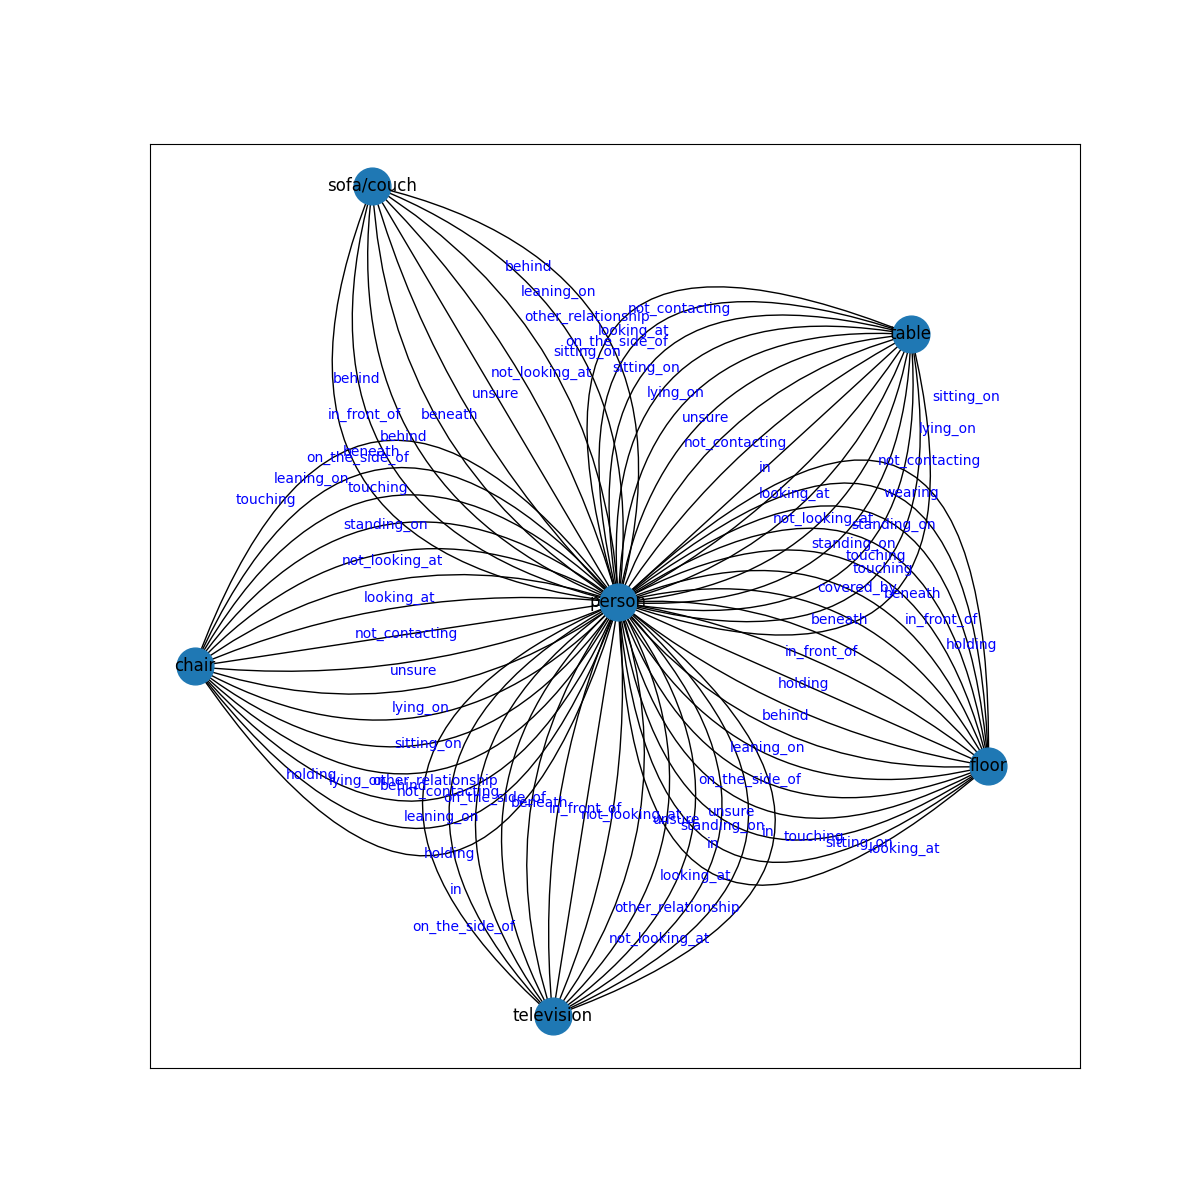 sofa/couch
behind
leaning_on
not_contacting
other_relationship
looking_at
table
on_the_side_of
sitting_on
sitting_on
not_looking_at
behind
unsure
lying_on
sitting_on
in_front_of
beneath
unsure
lying_on
behind
not_contacting
beneath
on_the_side_of
not_contacting
in
leaning_on
touching
looking_at
wearing
touching
standing_on
not_looking_at
standing_on
standing_on
touching
not_looking_at
touching
covered_by
beneath
looking_at
person
beneath
in_front_of
not_contacting
holding
in_front_of
chair
unsure
holding
lying_on
behind
sitting_on
leaning_on
floor
holding
lying_on
behind
other_relationship
on_the_side_of
not_contacting
on_the_side_of
beneath
in_front_of
unsure
leaning_on
not_looking_at
unsure
standing_on
in
touching
sitting_on
looking_at
holding
in
looking_at
in
other_relationship
on_the_side_of
not_looking_at
television